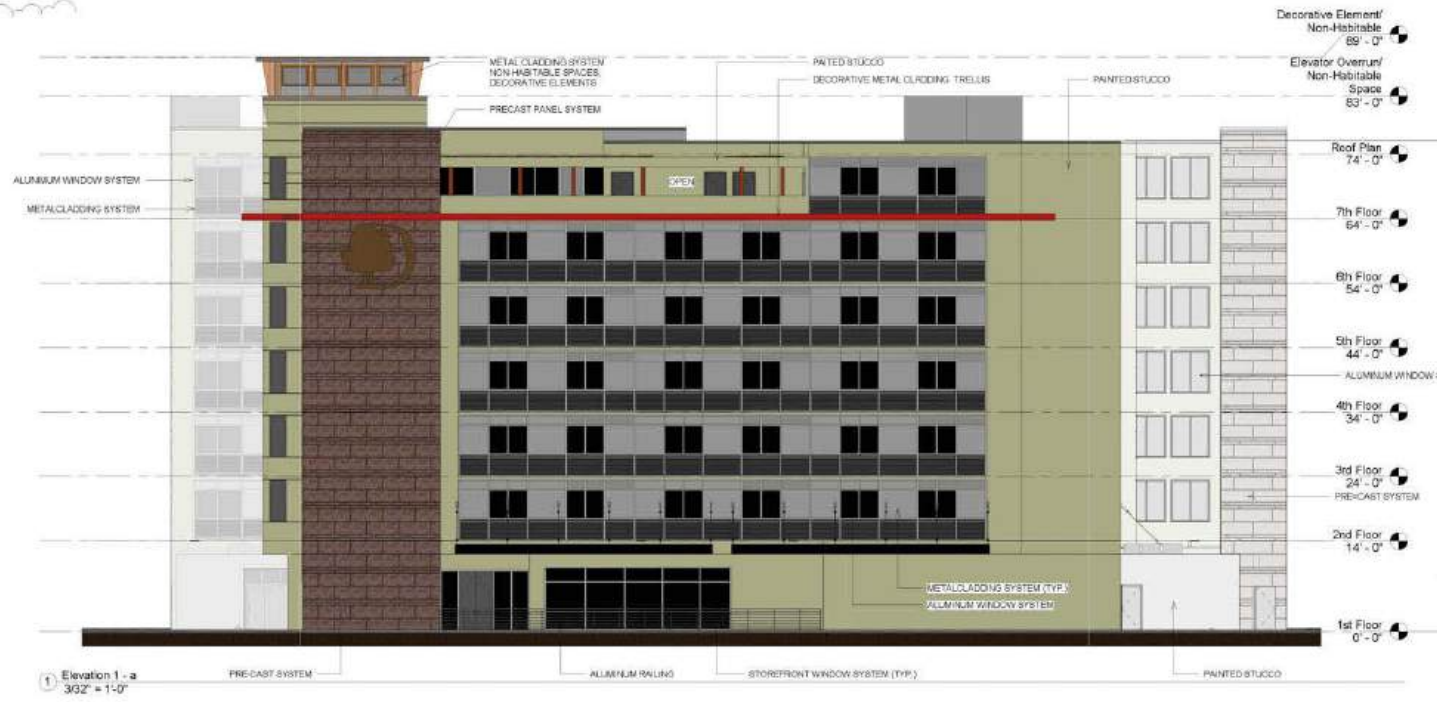 Decorative Element/
Non-Habitable
89' - 0"
Elevator Overrun/
Non-Habitable
Space
83' - 0"
METAL CLADDING SYSTEM
NON-HABITABLE SPACES,
DECORATIVE ELEMENTS
PAITED STUCCO
DECORATIVE METAL CLADDING TRELLIS
PAINTED STUCCO
PRECAST PANEL SYSTEM
Roof Plan
74' - 0"
ALUNIMUM WINDOW SYSTEM
OPEN
METALCLADDING SYSTEM
7th Floor
64' - 0"
6th Floor
54' - 0"
5th Floor
44' - 0"
ALUMINUM WINDOW S
4th Floor
34' - 0"
3rd Floor
24' - 0"
PRE-CAST SYSTEM
2nd Floor
14' - 0"
METALCLADDING SYSTEM (TYP.)
ALUMINUM WINDOW SYSTEM
1st Floor
0' - 0"
1 Elevation 1 - a
3/32" = 1'-0"
PRE-CAST SYSTEM
ALUMINUM RAILING
STOREFRONT WINDOW SYSTEM (TYP.)
PAINTED STUCCO